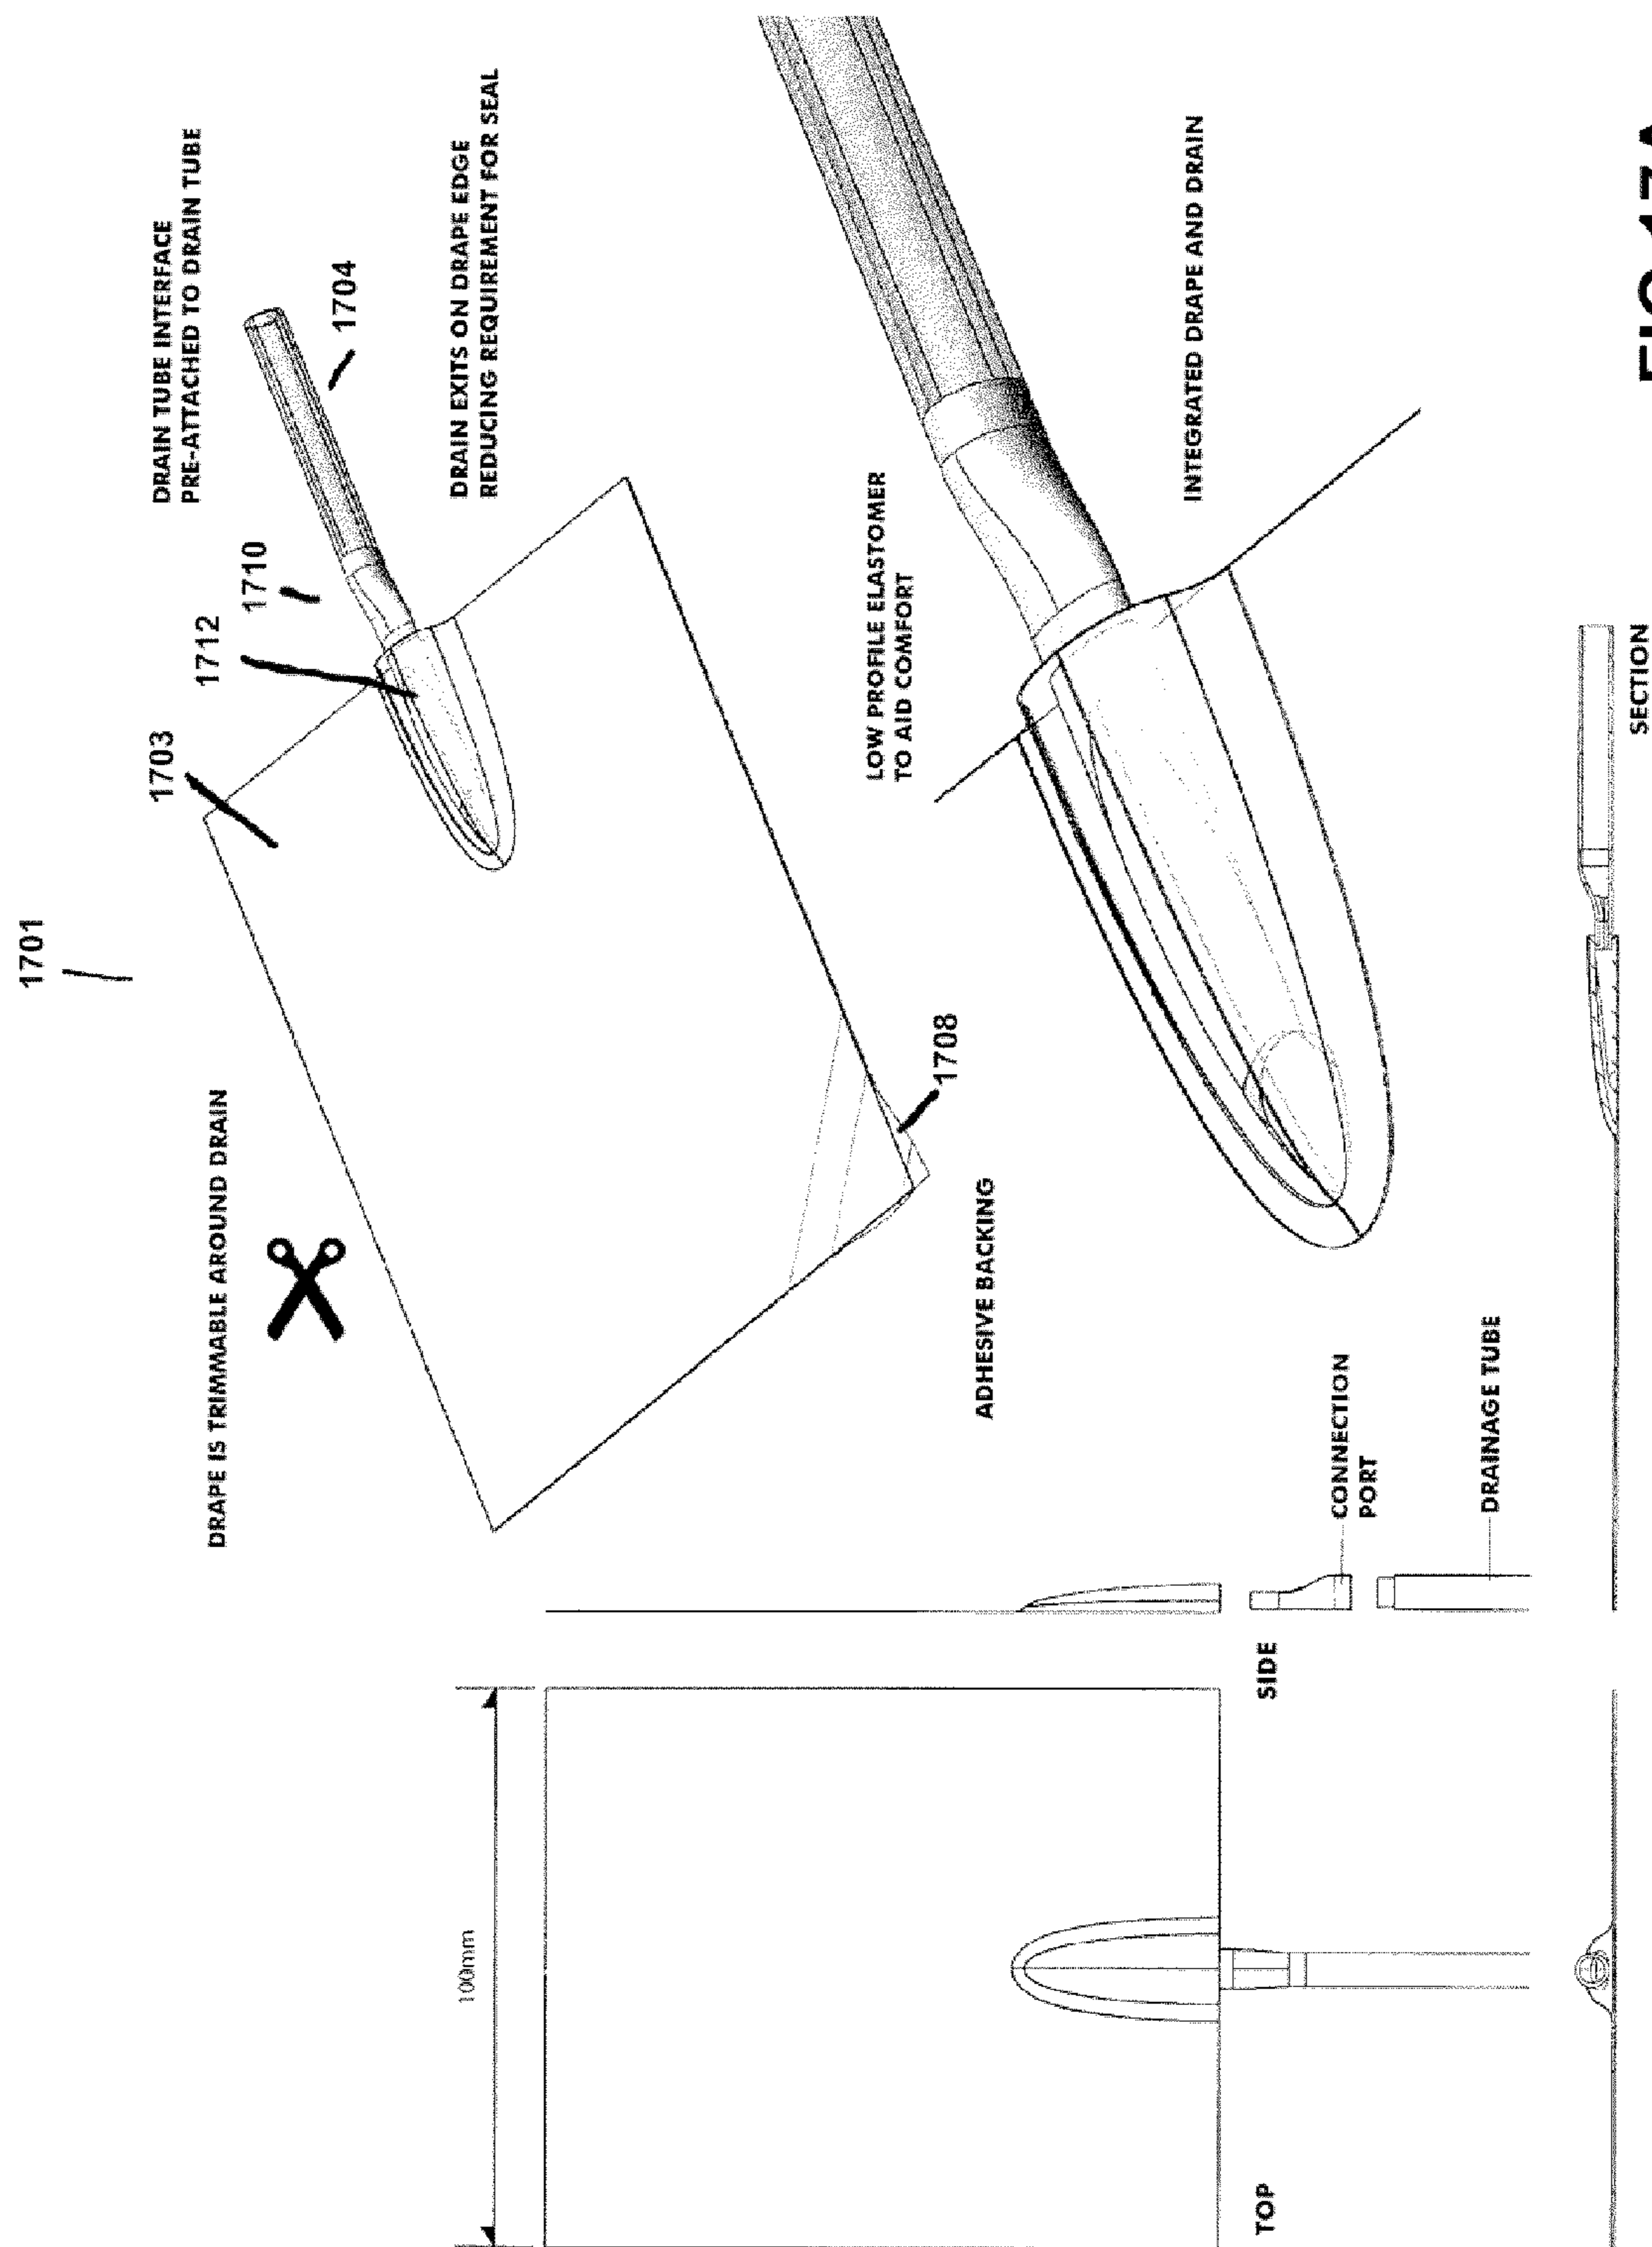 1701
DRAPE IS TRIMMABLE AROUND DRAIN
1703
1712
1710
DRAIN TUBE INTERFACE
PRE-ATTACHED TO DRAIN TUBE
1704
DRAIN EXITS ON DRAPE EDGE
REDUCING REQUIREMENT FOR SEAL
100mm
1708
ADHESIVE BACKING
LOW PROFILE ELASTOMER
TO AID COMFORT
INTEGRATED DRAPE AND DRAIN
TOP
SIDE
CONNECTION
PORT
DRAINAGE TUBE
SECTION
FIG 17A